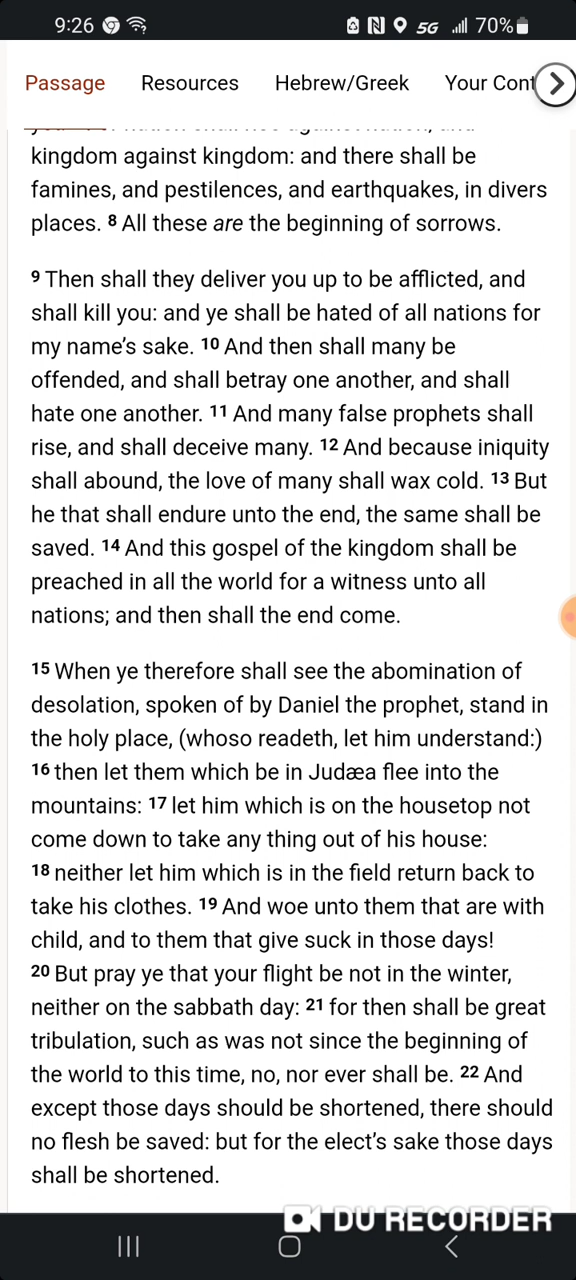 9:26
5G
70%
Passage Resources Hebrew/Greek Your Cont
kingdom against kingdom: and there shall be
famines, and pestilences, and earthquakes, in divers
places. 8 All these are the beginning of sorrows.
9 Then shall they deliver you up to be afflicted, and
shall kill you: and ye shall be hated of all nations for
my name’s sake. 10 And then shall many be
offended, and shall betray one another, and shall
hate one another. 11 And many false prophets shall
rise, and shall deceive many. 12 And because iniquity
shall abound, the love of many shall wax cold. 13 But
he that shall endure unto the end, the same shall be
saved. 14 And this gospel of the kingdom shall be
preached in all the world for a witness unto all
nations; and then shall the end come.
15 When ye therefore shall see the abomination of
desolation, spoken of by Daniel the prophet, stand in
the holy place, (whoso readeth, let him understand:)
16 then let them which be in Judæa flee into the
mountains: 17 let him which is on the housetop not
come down to take any thing out of his house:
18 neither let him which is in the field return back to
take his clothes. 19 And woe unto them that are with
child, and to them that give suck in those days!
20 But pray ye that your flight be not in the winter,
neither on the sabbath day: 21 for then shall be great
tribulation, such as was not since the beginning of
the world to this time, no, nor ever shall be. 22 And
except those days should be shortened, there should
no flesh be saved: but for the elect’s sake those days
shall be shortened.
DU RECORDER